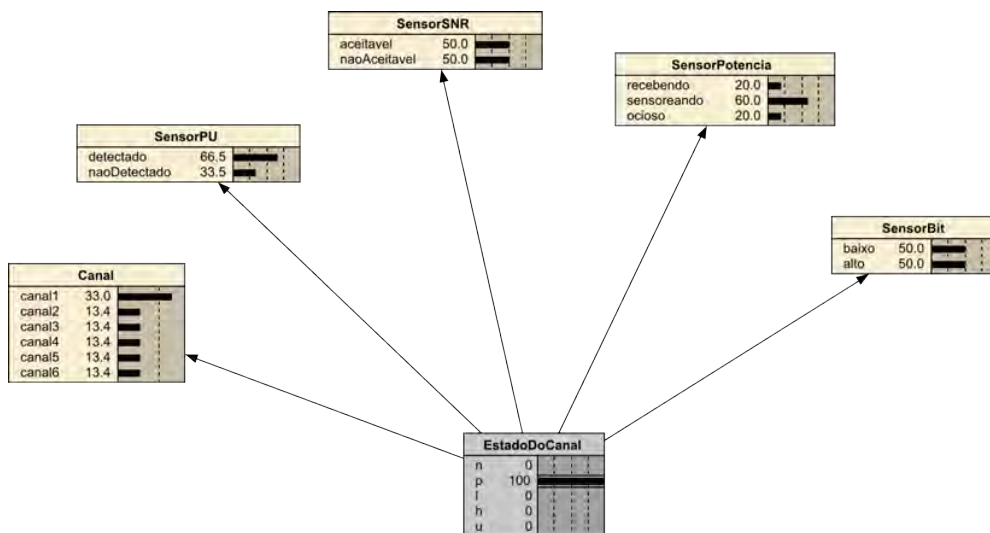 SensorSNR
aceitavel 50.0
naoAceitavel 50.0
SensorPotencia
recebendo 20.0
sensoreando 60.0
ocioso 20.0
SensorPU
detectado 66.5
naoDetectado 33.5
SensorBit
baixo 50.0
alto 50.0
Canal
canal1 33.0
canal2 13.4
canal3 13.4
canal4 13.4
canal5 13.4
canal6 13.4
EstadoDoCanal
n 0
p 100
l 0
h 0
u 0